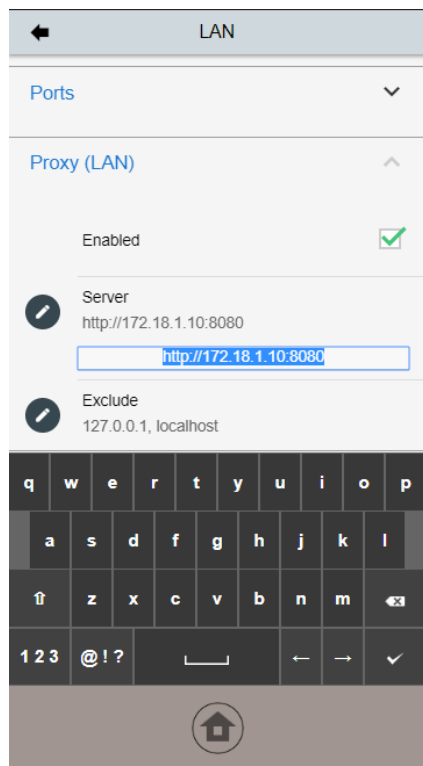 LAN
Ports
Proxy (LAN)
Enabled
Server
http://172.18.1.10:8080
http://172.18.1.10:8080
Exclude
127.0.0.1, localhost
q w e r t y u i o p
a s d f g h j k l
z x c v b n m
1 2 3 @ ! ?